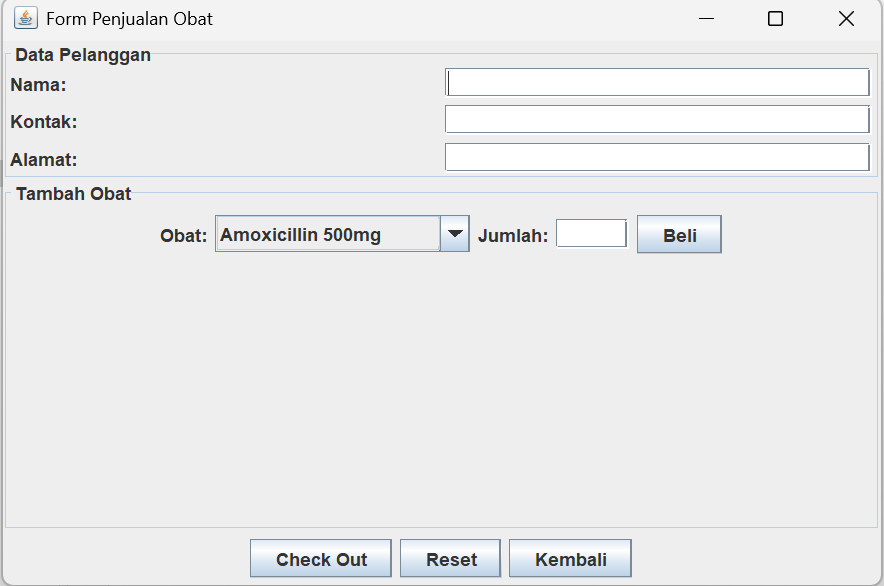 Form Penjualan Obat
Data Pelanggan
Nama:
Kontak:
Alamat:
Tambah Obat
Obat: Amoxicillin 500mg Jumlah: Beli
Check Out Reset Kembali